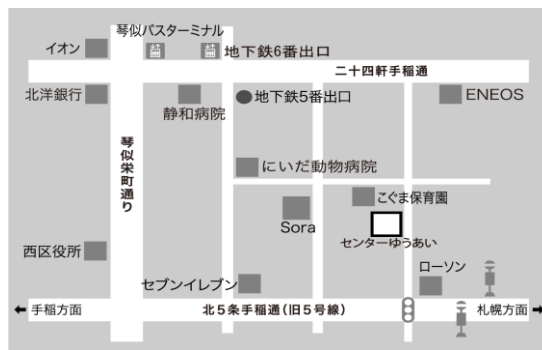 琴似バスターミナル
イオン
地下鉄6番出口
二十四軒手稲通
北洋銀行
静和病院
地下鉄5番出口
ENEOS
琴似栄町通り
にいだ動物病院
こぐま保育園
Sora
センターゆうあい
西区役所
セブンイレブン
ローソン
手稲方面
北5条手稲通(旧5号線)
札幌方面